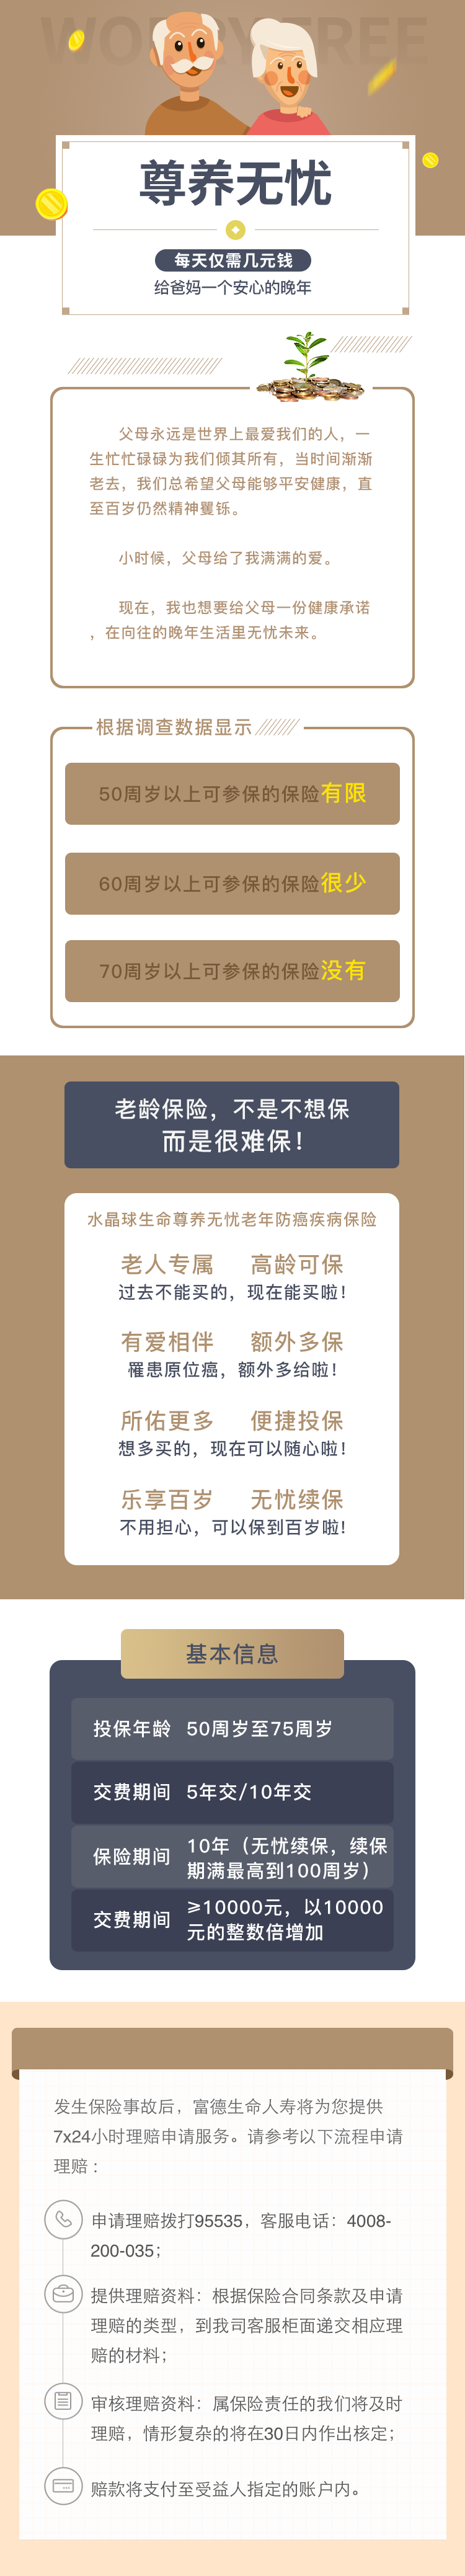 WORRY FREE
尊养无忧
每天仅需几元钱
给爸妈一个安心的晚年
父母永远是世界上最爱我们的人，一
生忙忙碌碌为我们倾其所有，当时间渐渐
老去，我们总希望父母能够平安健康，直
至百岁仍然精神矍铄。
小时候，父母给了我满满的爱。
现在，我也想要给父母一份健康承诺
，在向往的晚年生活里无忧未来。
根据调查数据显示
50周岁以上可参保的保险有限
60周岁以上可参保的保险很少
70周岁以上可参保的保险没有
老龄保险，不是不想保
而是很难保！
水晶球生命尊养无忧老年防癌疾病保险
老人专属 高龄可保
过去不能买的，现在能买啦！
有爱相伴 额外多保
罹患原位癌，额外多给啦！
所佑更多 便捷投保
想多买的，现在可以随心啦！
乐享百岁 无忧续保
不用担心，可以保到百岁啦！
基本信息
投保年龄 50周岁至75周岁
交费期间 5年交/10年交
保险期间 10年（无忧续保，续保
期满最高到100周岁）
交费期间 ≥10000元，以10000
元的整数倍增加
发生保险事故后，富德生命人寿将为您提供
7x24小时理赔申请服务。请参考以下流程申请
理赔：
申请理赔拨打95535，客服电话：4008-
200-035；
提供理赔资料：根据保险合同条款及申请
理赔的类型，到我司客服柜面递交相应理
赔的材料；
审核理赔资料：属保险责任的我们将及时
理赔，情形复杂的将在30日内作出核定；
赔款将支付至受益人指定的账户内。